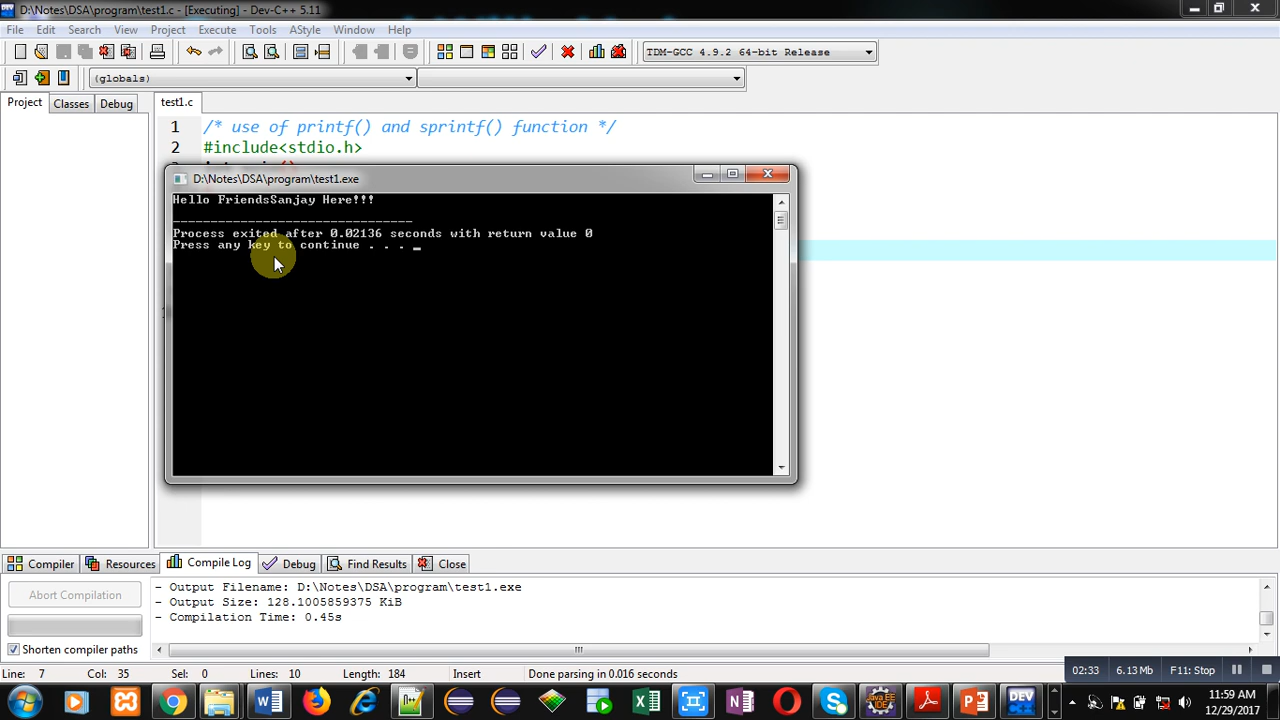 D:\Notes\DSA\program\test1.c - [Executing] - Dev-C++ 5.11
File Edit Search View Project Execute Tools AStyle Window Help
TDM-GCC 4.9.2 64-bit Release
(globals)
Project Classes Debug test1.c
1 /* use of printf() and sprintf() function */
2 #include<stdio.h>
D:\Notes\DSA\program\test1.exe
Hello FriendsSanjay Here!!!
--------------------------------
Process exited after 0.02136 seconds with return value 0
Press any key to continue . . . _
Compiler Resources Compile Log Debug Find Results Close
Abort Compilation
Shorten compiler paths
- Output Filename: D:\Notes\DSA\program\test1.exe
- Output Size: 128.1005859375 KiB
- Compilation Time: 0.45s
Line: 7 Col: 35 Sel: 0 Lines: 10 Length: 184 Insert Done parsing in 0.016 seconds
02:33 6.13 Mb F11: Stop
DEV
11:59 AM
12/29/2017